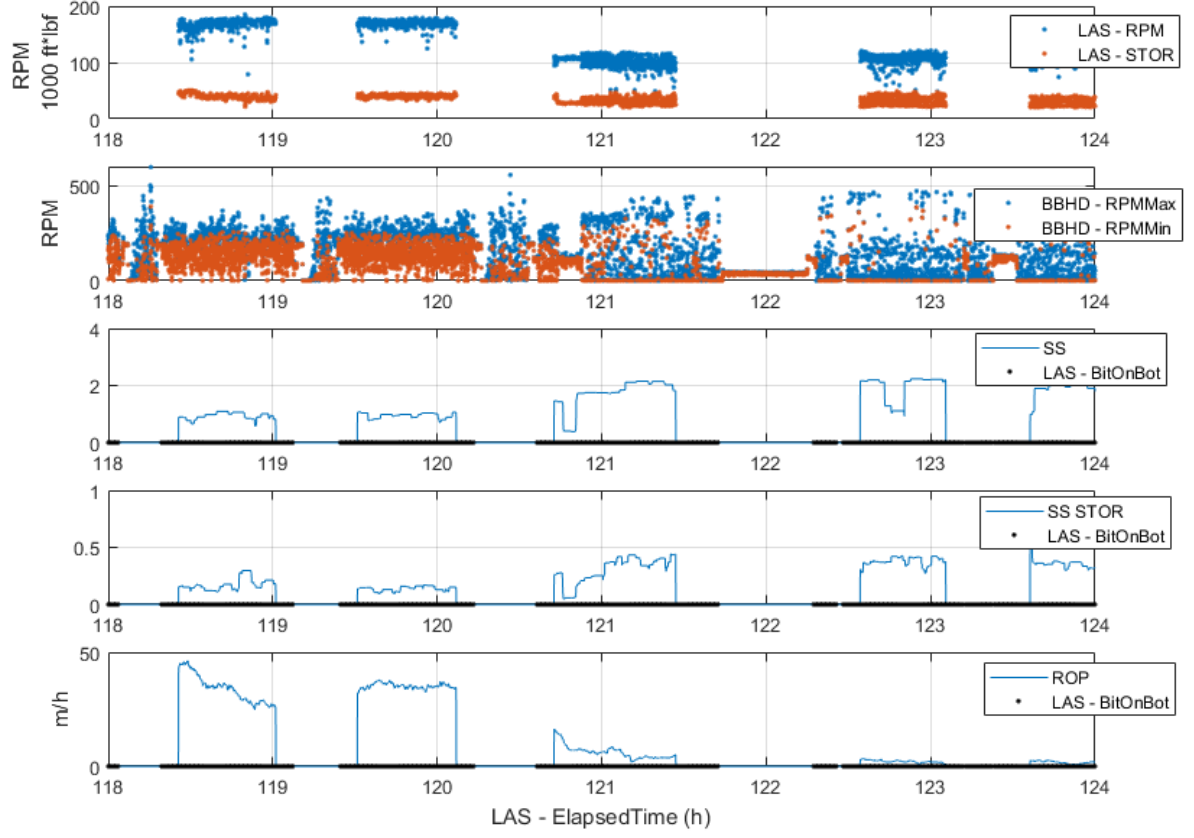 RPM
1000 ft*lbf
200
100
0
LAS - RPM
LAS - STOR
118 119 120 121 122 123 124
RPM
500
0
BBHD - RPMMax
BBHD - RPMMin
118 119 120 121 122 123 124
4
2
0
SS
LAS - BitOnBot
118 119 120 121 122 123 124
1
0.5
0
SS STOR
LAS - BitOnBot
118 119 120 121 122 123 124
m/h
50
0
ROP
LAS - BitOnBot
118 119 120 121 122 123 124
LAS - ElapsedTime (h)